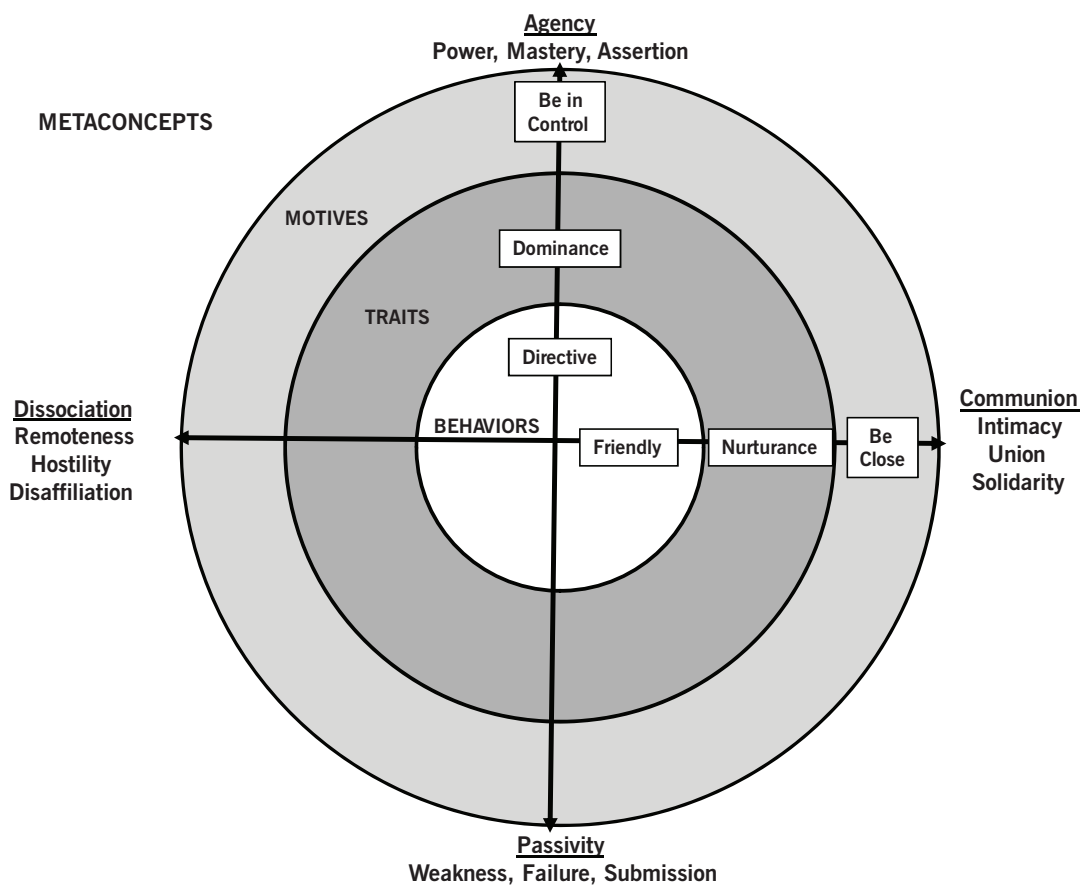 Agency
Power, Mastery, Assertion
METACONCEPTS
Be in
Control
MOTIVES
Dominance
TRAITS
Directive
BEHAVIORS
Friendly
Nurturance
Be
Close
Dissociation
Remoteness
Hostility
Disaffiliation
Communion
Intimacy
Union
Solidarity
Passivity
Weakness, Failure, Submission